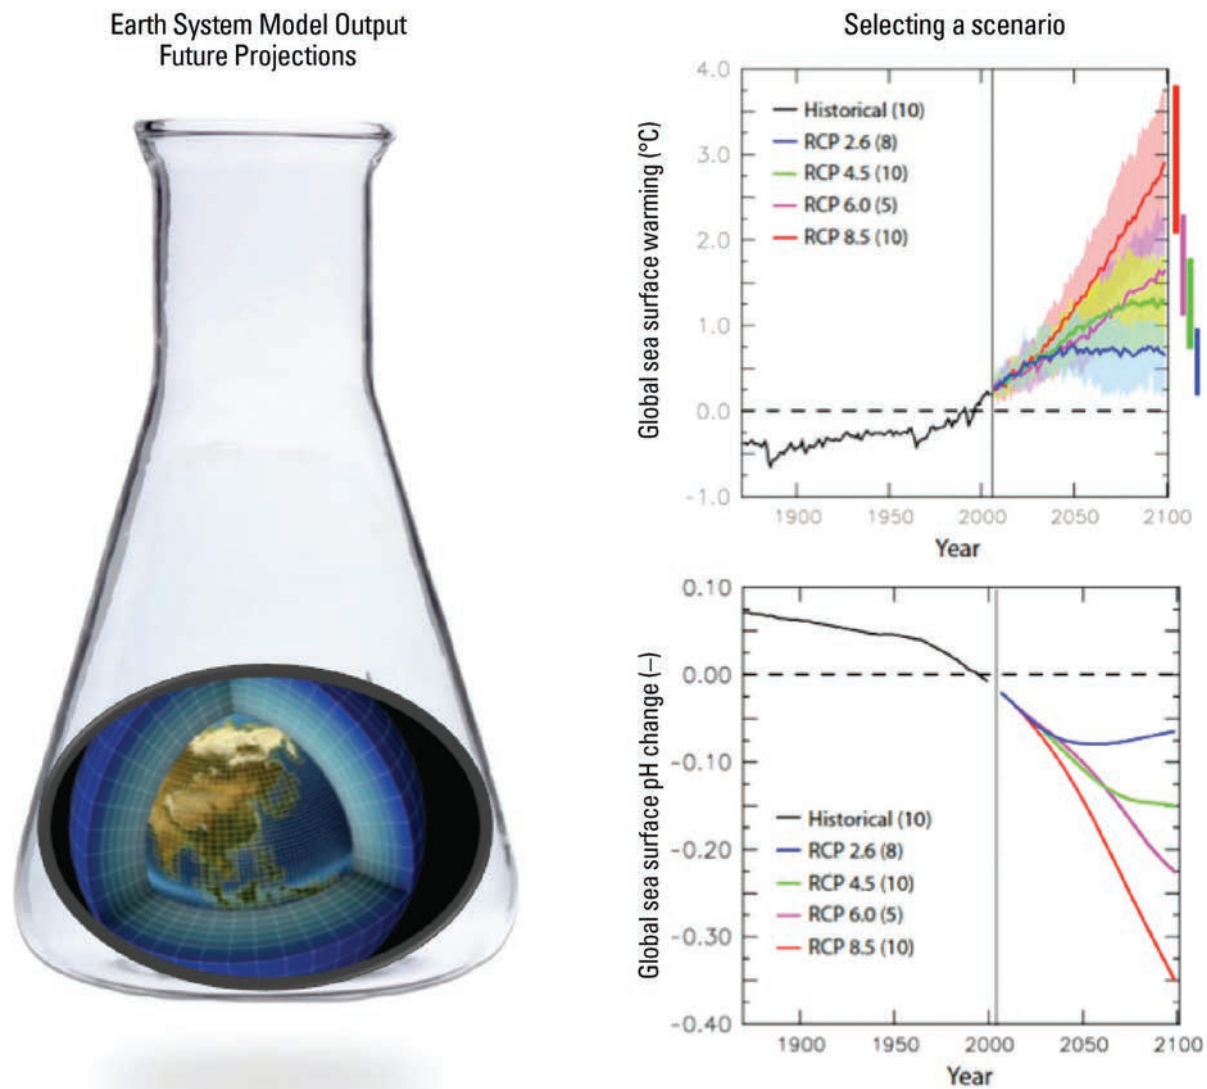 Earth System Model Output
Future Projections
Selecting a scenario
Global sea surface warming (°C)
4.0
3.0
2.0
1.0
0.0
-1.0
Historical (10)
RCP 2.6 (8)
RCP 4.5 (10)
RCP 6.0 (5)
RCP 8.5 (10)
1900
1950
2000
2050
2100
Year
Global sea surface pH change (–)
0.10
0.00
-0.10
-0.20
-0.30
-0.40
Historical (10)
RCP 2.6 (8)
RCP 4.5 (10)
RCP 6.0 (5)
RCP 8.5 (10)
1900
1950
2000
2050
2100
Year